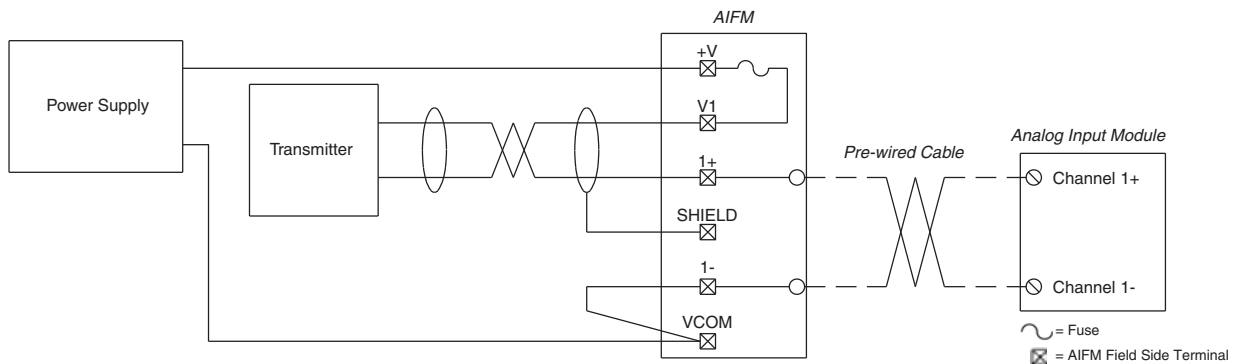 AIFM
+V
Power Supply
V1
Transmitter
Analog Input Module
Pre-wired Cable
1+
Channel 1+
SHIELD
1-
Channel 1-
VCOM
= Fuse
= AIFM Field Side Terminal